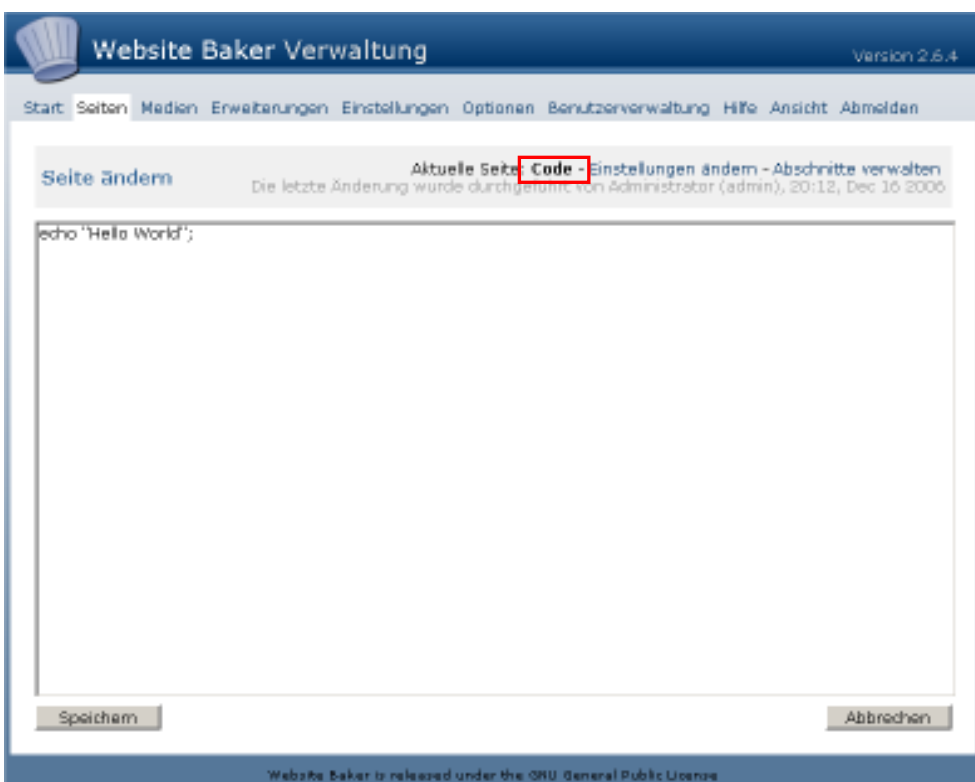 Website Baker Verwaltung
Version 2.6.4
Start Seiten Medien Erweiterungen Einstellungen Optionen Benutzerverwaltung Hilfe Ansicht Abmelden
Seite ändern
Aktuelle Seite: Code - Einstellungen ändern - Abschnitte verwalten
Die letzte Änderung wurde durchgeführt von Administrator (admin), 20:12, Dec 16 2006
echo "Hello World";
Speichern Abbrechen
Website Baker is released under the GNU General Public License